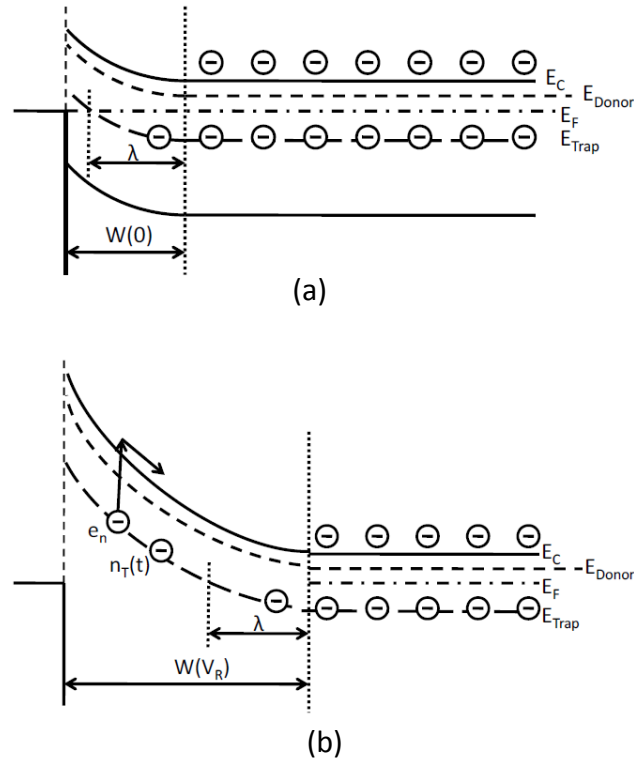 E_C
E_Donor
E_F
E_Trap
λ
W(0)
(a)
e_n
n_T(t)
E_C
E_Donor
E_F
E_Trap
λ
W(V_R)
(b)